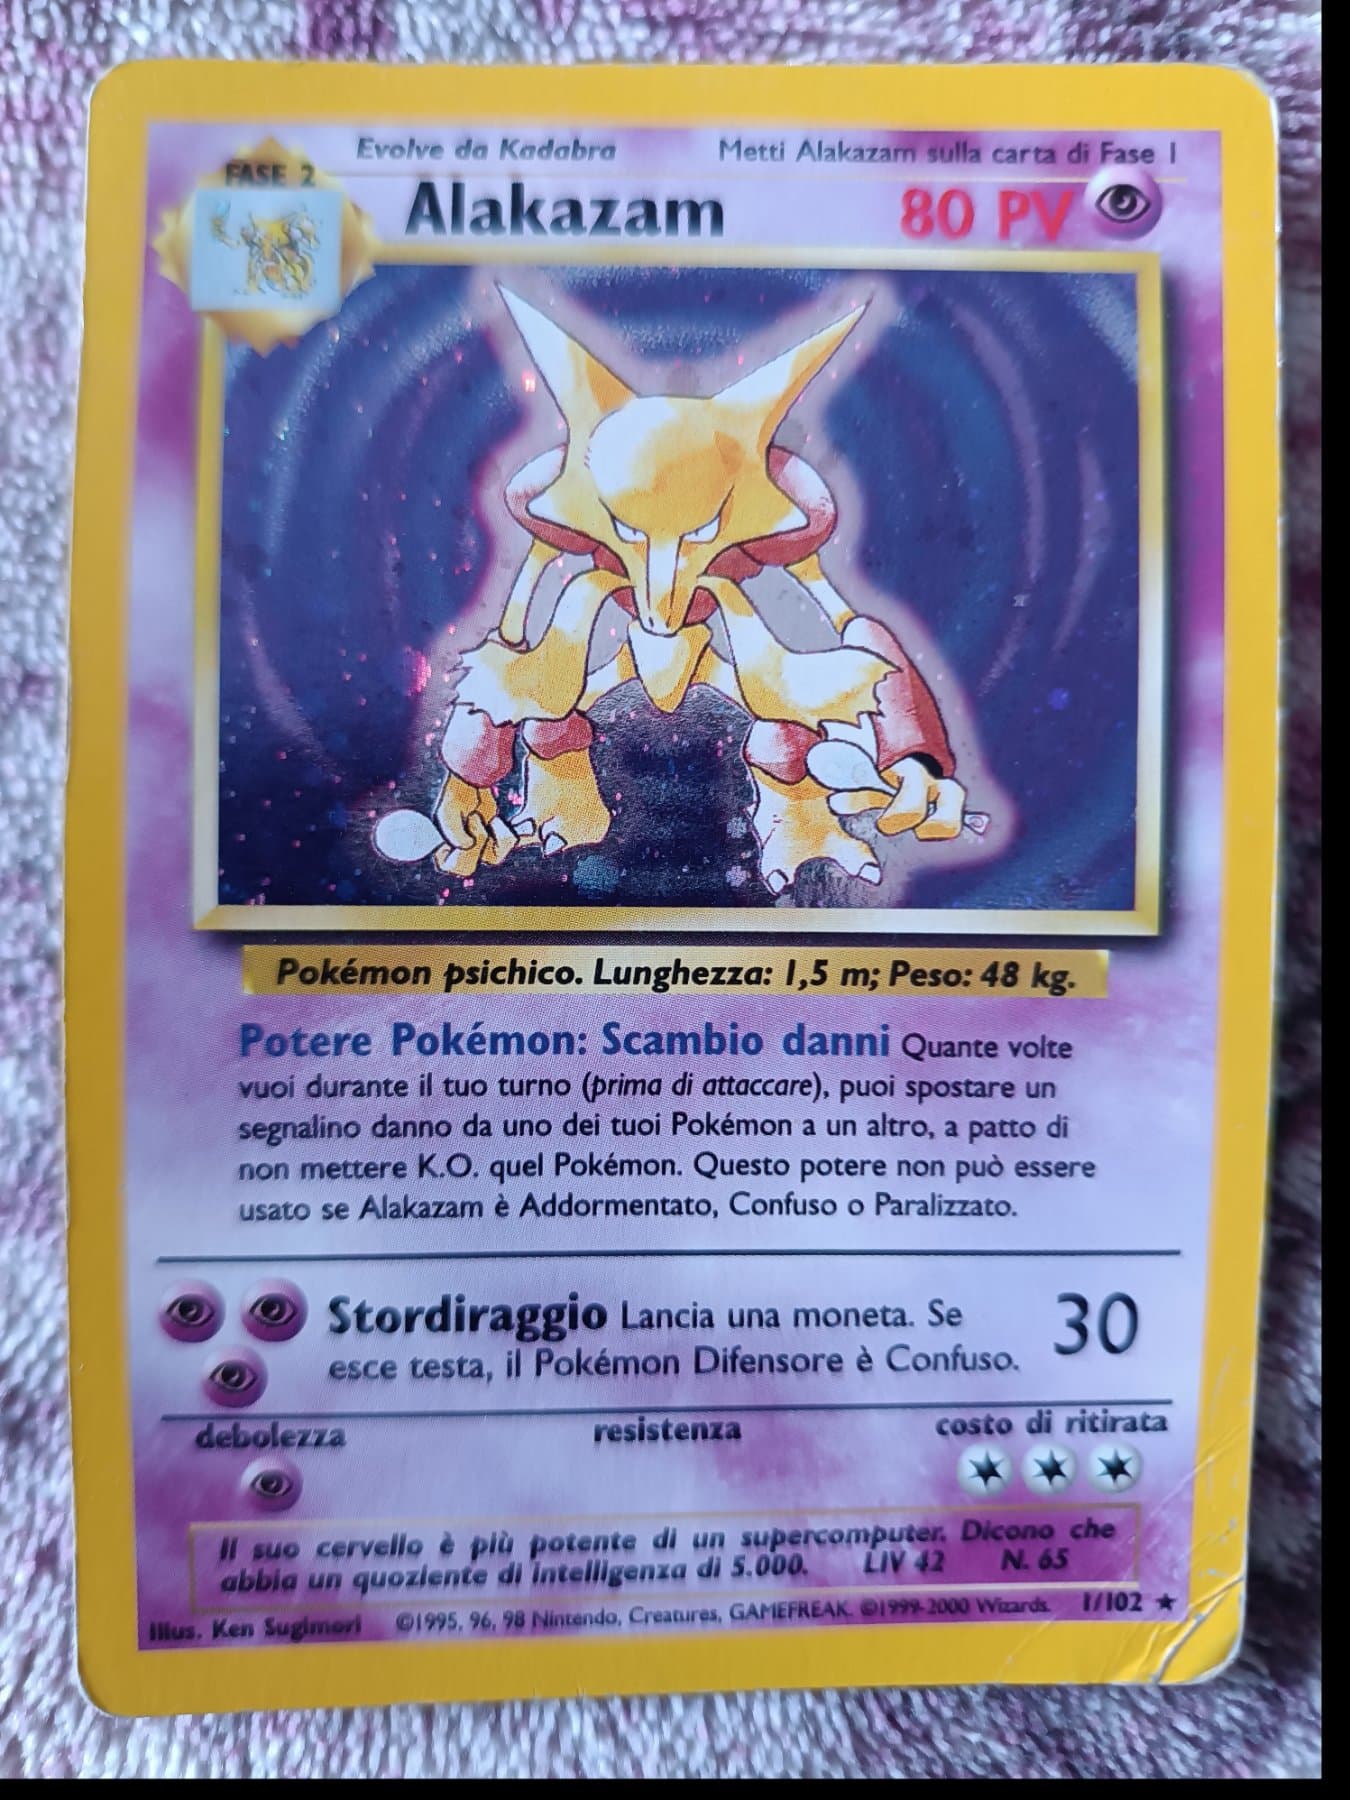 Evolve da Kadabra
Metti Alakazam sulla carta di Fase 1
FASE 2
Alakazam
80 PV
Pokémon psichico. Lunghezza: 1,5 m; Peso: 48 kg.
Potere Pokémon: Scambio danni Quante volte
vuoi durante il tuo turno (prima di attaccare), puoi spostare un
segnalino danno da uno dei tuoi Pokémon a un altro, a patto di
non mettere K.O. quel Pokémon. Questo potere non può essere
usato se Alakazam è Addormentato, Confuso o Paralizzato.
Stordiraggio Lancia una moneta. Se
esce testa, il Pokémon Difensore è Confuso.
30
debolezza
resistenza
costo di ritirata
Il suo cervello è più potente di un supercomputer. Dicono che
abbia un quoziente di intelligenza di 5.000. LIV 42 N. 65
Illus. Ken Sugimori ©1995, 96, 98 Nintendo, Creatures, GAMEFREAK. ©1999-2000 Wizards. 1/102 ★